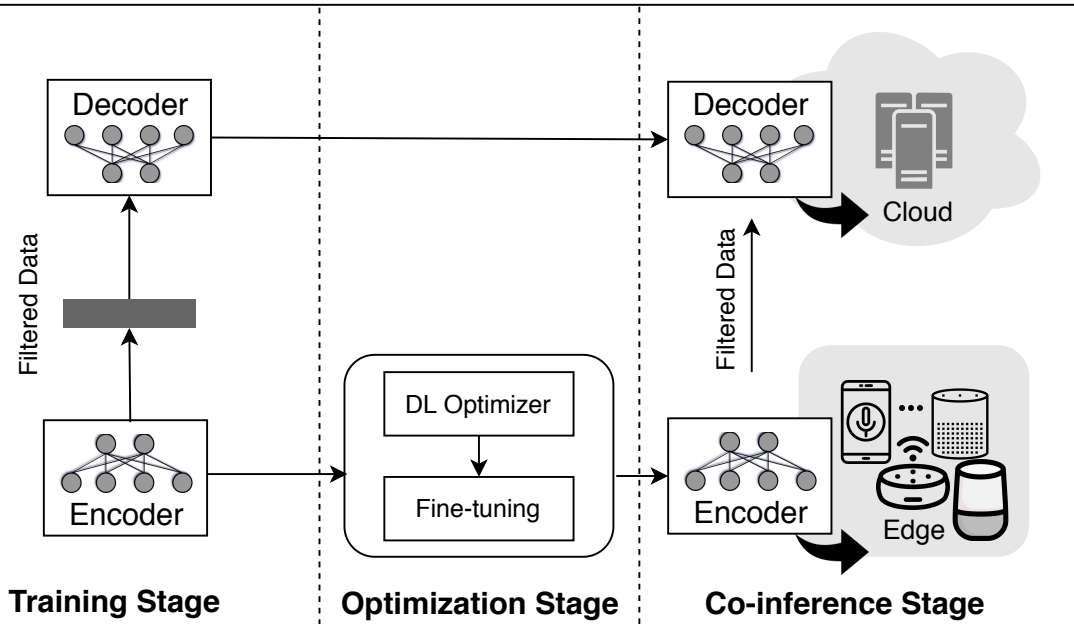 Decoder
Filtered Data
Encoder
Training Stage
DL Optimizer
Fine-tuning
Optimization Stage
Decoder
Cloud
Filtered Data
Encoder
Edge
Co-inference Stage